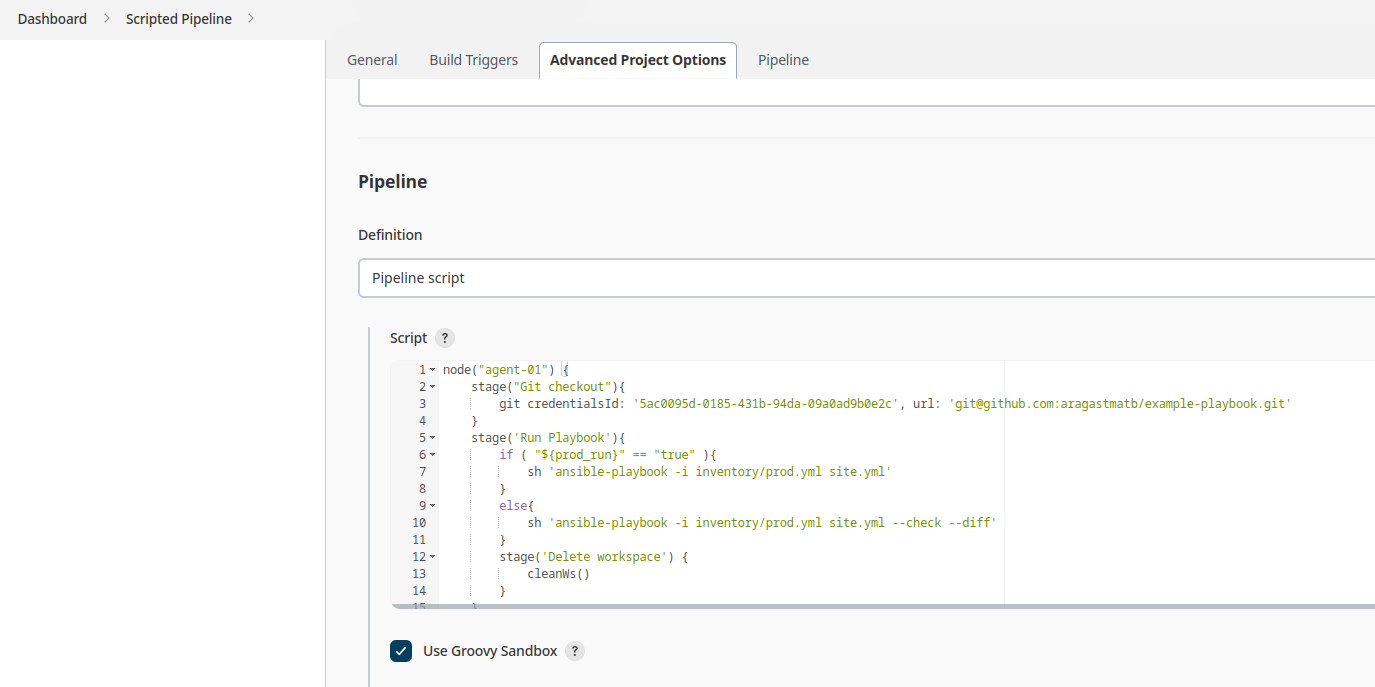 Dashboard > Scripted Pipeline >
General Build Triggers Advanced Project Options Pipeline
Pipeline
Definition
Pipeline script
Script ?
1 node("agent-01") {
2 stage("Git checkout"){
3 git credentialsId: '5ac0095d-0185-431b-94da-09a0ad9b0e2c', url: 'git@github.com:aragastmatb/example-playbook.git'
4 }
5 stage('Run Playbook'){
6 if ( "${prod_run}" == "true" ){
7 sh 'ansible-playbook -i inventory/prod.yml site.yml'
8 }
9 else{
10 sh 'ansible-playbook -i inventory/prod.yml site.yml --check --diff'
11 }
12 stage('Delete workspace') {
13 cleanWs()
14 }
15 }
Use Groovy Sandbox ?